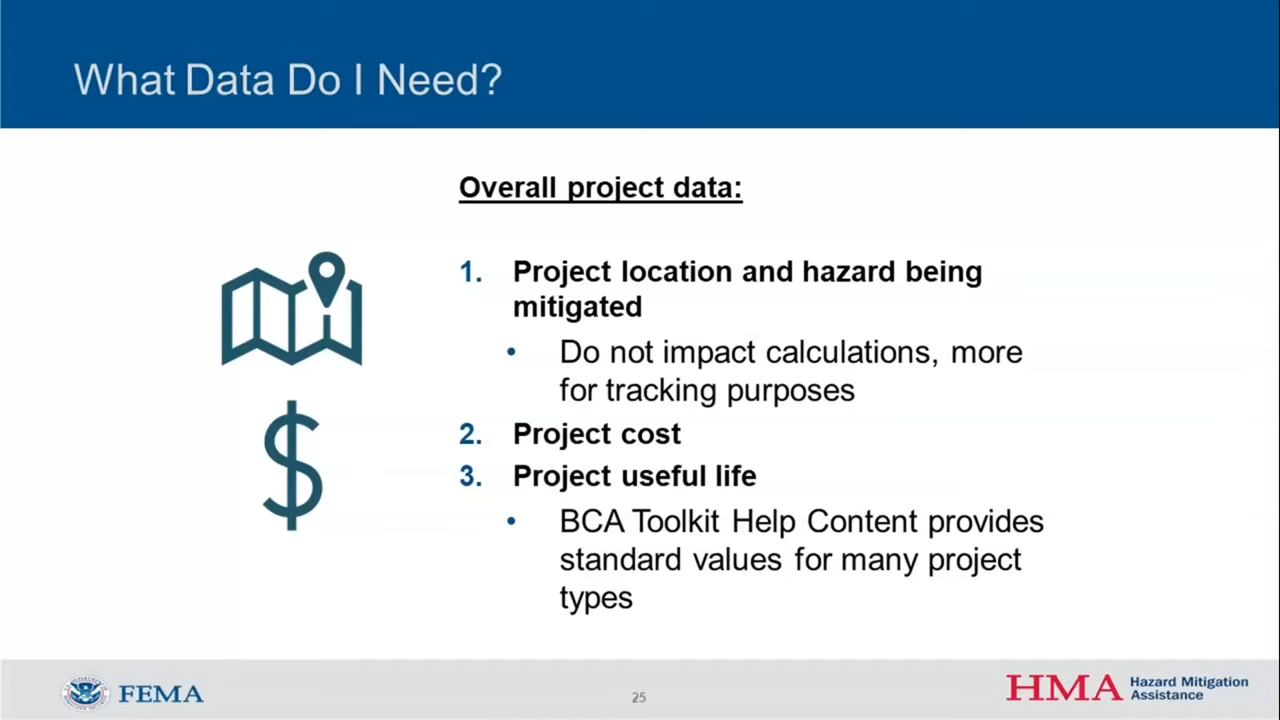 What Data Do I Need?
Overall project data:
1. Project location and hazard being
mitigated
• Do not impact calculations, more
for tracking purposes
2. Project cost
3. Project useful life
• BCA Toolkit Help Content provides
standard values for many project
types
FEMA
25
HMA Hazard Mitigation
Assistance